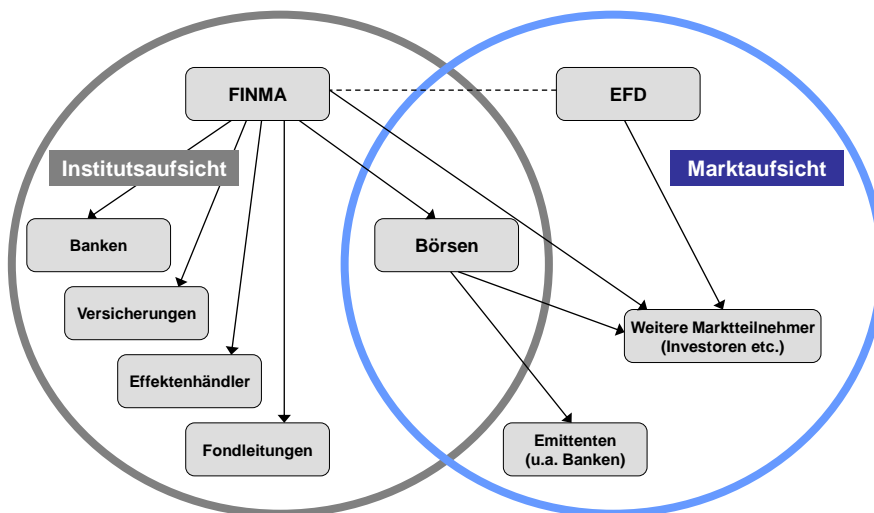 FINMA
EFD
Institutsaufsicht
Marktaufsicht
Banken
Börsen
Versicherungen
Weitere Marktteilnehmer
(Investoren etc.)
Effektenhändler
Fondleitungen
Emittenten
(u.a. Banken)